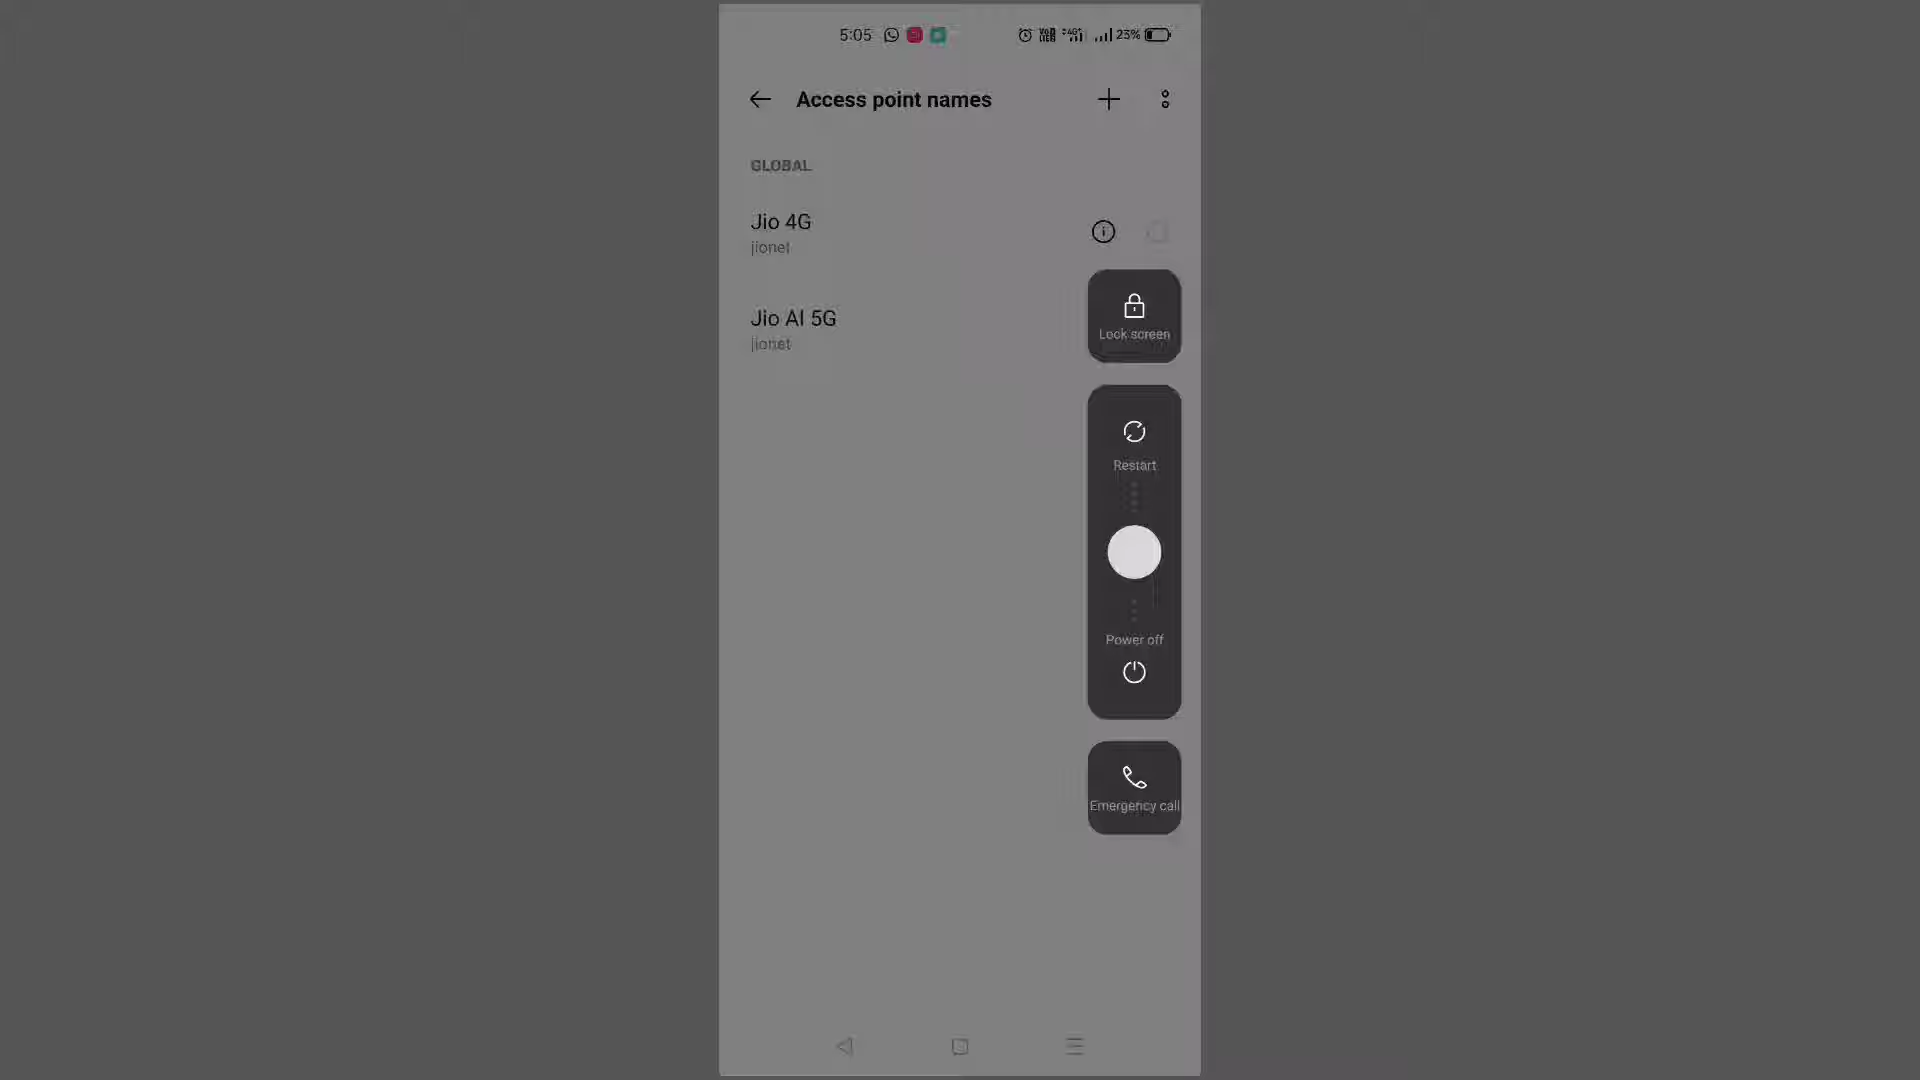 5:05 23%
Access point names
GLOBAL
Jio 4G
jionet
Lock screen
Jio AI 5G
jionet
Restart
Power off
Emergency call